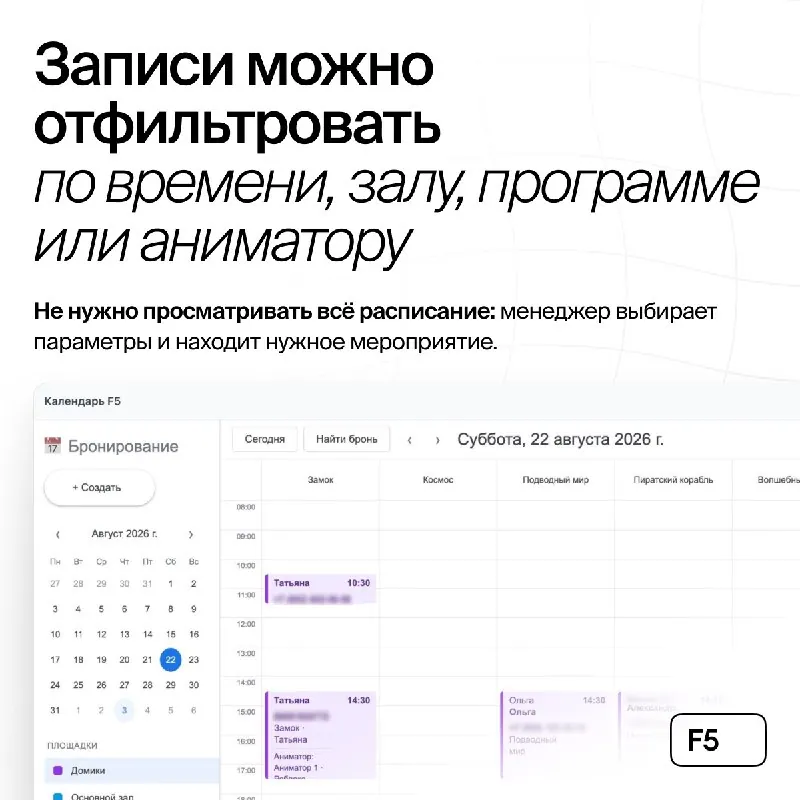 Записи можно
отфильтровать
по времени, залу, программе
или аниматору
Не нужно просматривать всё расписание: менеджер выбирает
параметры и находит нужное мероприятие.
Календарь F5
17 Бронирование
+ Создать
‹ Август 2026 г. ›
Пн Вт Ср Чт Пт Сб Вс
27 28 29 30 31 1 2
3 4 5 6 7 8 9
10 11 12 13 14 15 16
17 18 19 20 21 22 23
24 25 26 27 28 29 30
31 1 2 3 4 5 6
ПЛОЩАДКИ
Домики
Основной зал
Сегодня Найти бронь ‹ › Суббота, 22 августа 2026 г.
Замок Космос Подводный мир Пиратский корабль
08:00
09:00
10:00
Татьяна 10:30
11:00
12:00
13:00
14:00
Татьяна 14:30 Ольга 14:30
Ольга Александра
15:00
Замок ·
Татьяна
Подводный
мир
16:00
Аниматор:
Аниматор 1 ·
17:00
18:00
F5